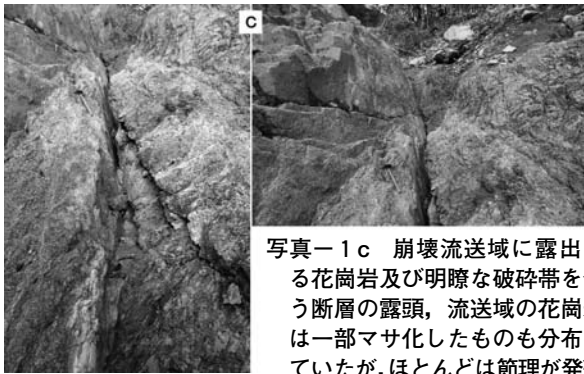 C
写真－1c 崩壊流送域に露出
る花崗岩及び明瞭な破砕帯を
う断層の露頭，流送域の花崗
は一部マサ化したものも分布
ていたが，ほとんどは節理が発